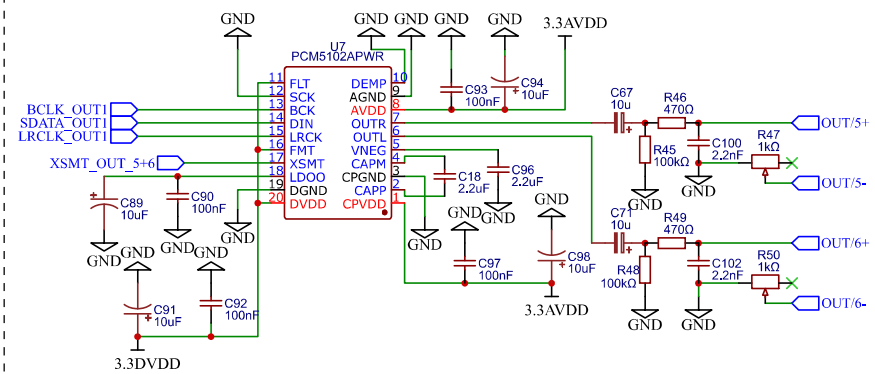 GND GND GND GND GND 3.3AVDD
U7
PCM5102APWR
11 FLT DEMP 10
12 SCK AGND 9
13 BCK AVDD 8
14 DIN OUTR 7
15 LRCK OUTL 6
16 FMT VNEG 5
17 XSMT CAPM 4
18 LDOO CPGND 3
19 DGND CAPP 2
20 DVDD CPVDD 1
BCLK_OUT1
SDATA_OUT1
LRCLK_OUT1
XSMT_OUT_5+6
C93
100nF
C94
10uF
C67
10u
R46
470Ω
R45
100kΩ
C100
2.2nF
R47
1kΩ
OUT/5+
OUT/5-
GND GND
C18
2.2uF
C96
2.2uF
GND
GND
C89
10uF
C90
100nF
GND GND GND
GND GND
C97
100nF
C98
10uF
3.3AVDD
C71
10u
R49
470Ω
R48
100kΩ
C102
2.2nF
R50
1kΩ
OUT/6+
OUT/6-
GND GND
GND GND
C91
10uF
C92
100nF
3.3DVDD